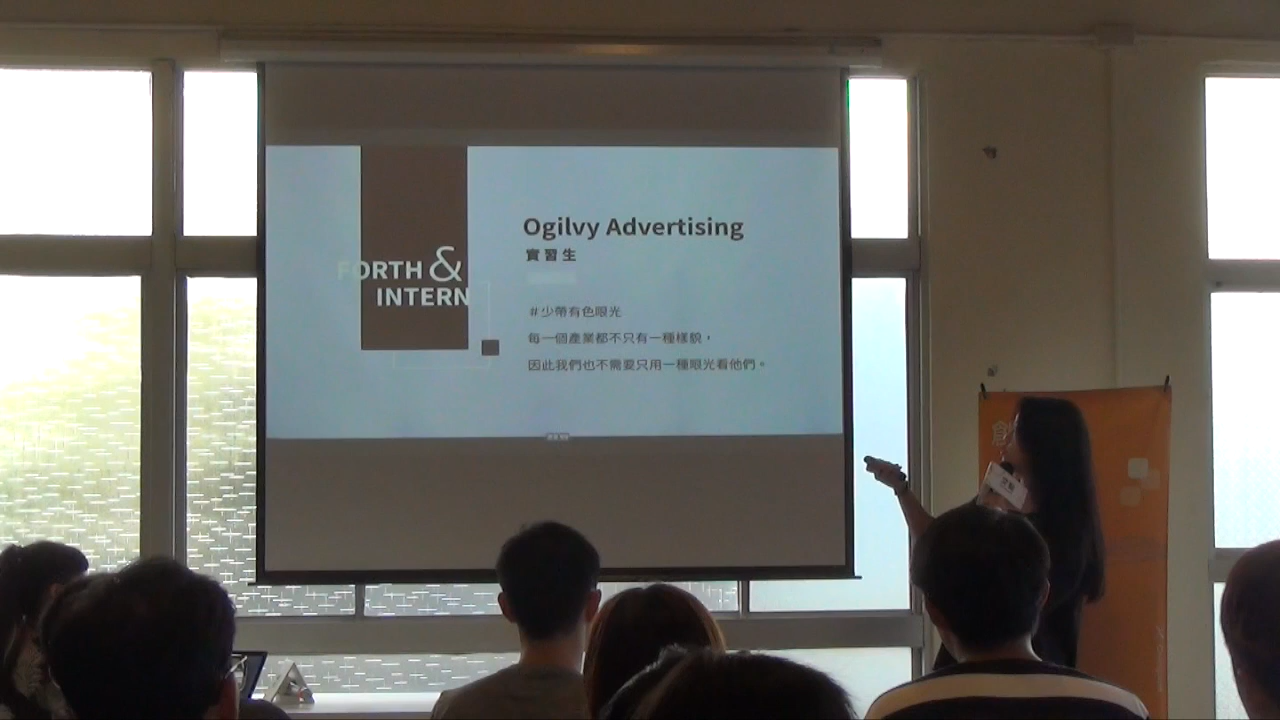 FORTH &
INTERN
Ogilvy Advertising
實習生
#少帶有色眼光
每一個產業都不只有一種樣貌，
因此我們也不需要只用一種眼光看他們。
創